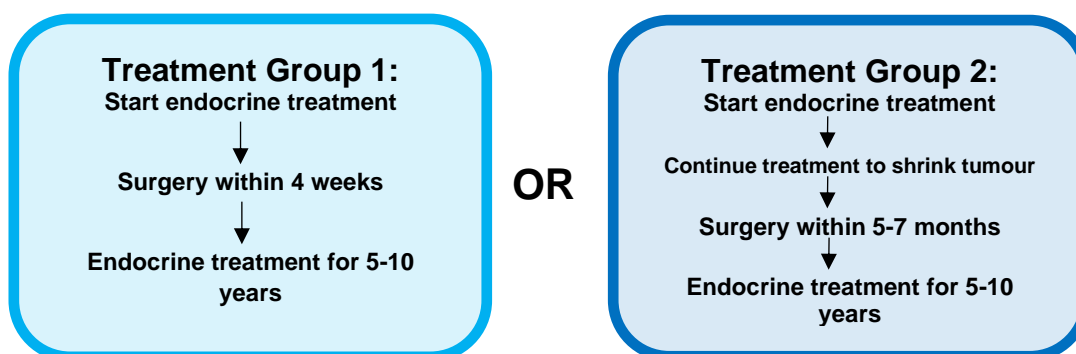 Treatment Group 1:
Start endocrine treatment
Surgery within 4 weeks
Endocrine treatment for 5-10
years
OR
Treatment Group 2:
Start endocrine treatment
Continue treatment to shrink tumour
Surgery within 5-7 months
Endocrine treatment for 5-10
years